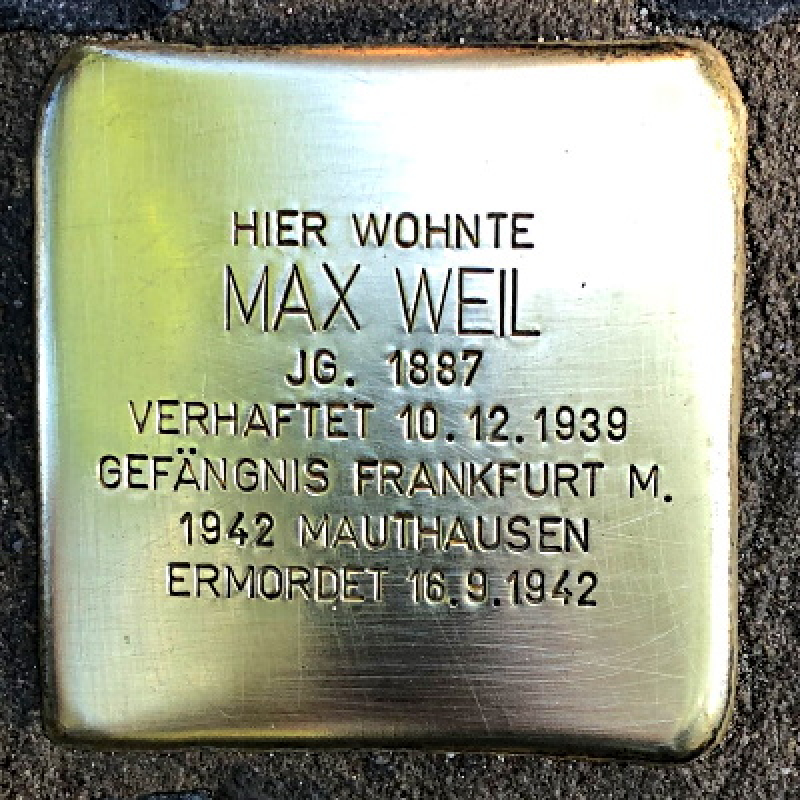 HIER WOHNTE
MAX WEIL
JG. 1887
VERHAFTET 10.12.1939
GEFÄNGNIS FRANKFURT M.
1942 MAUTHAUSEN
ERMORDET 16.9.1942